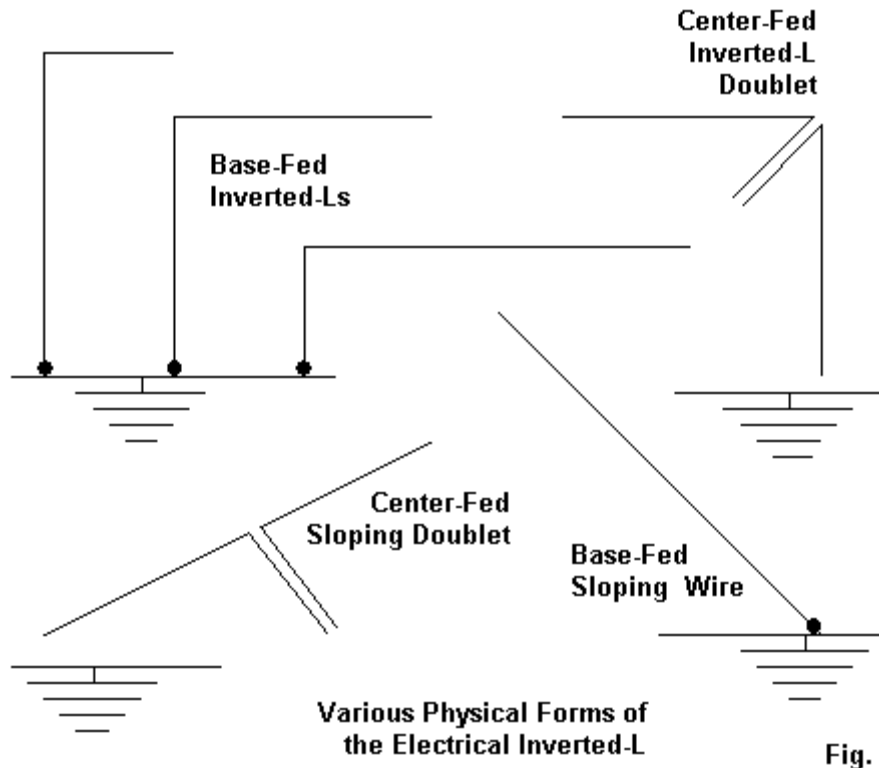 Center-Fed
Inverted-L
Doublet
Base-Fed
Inverted-Ls
Center-Fed
Sloping Doublet
Base-Fed
Sloping Wire
Various Physical Forms of
the Electrical Inverted-L
Fig.